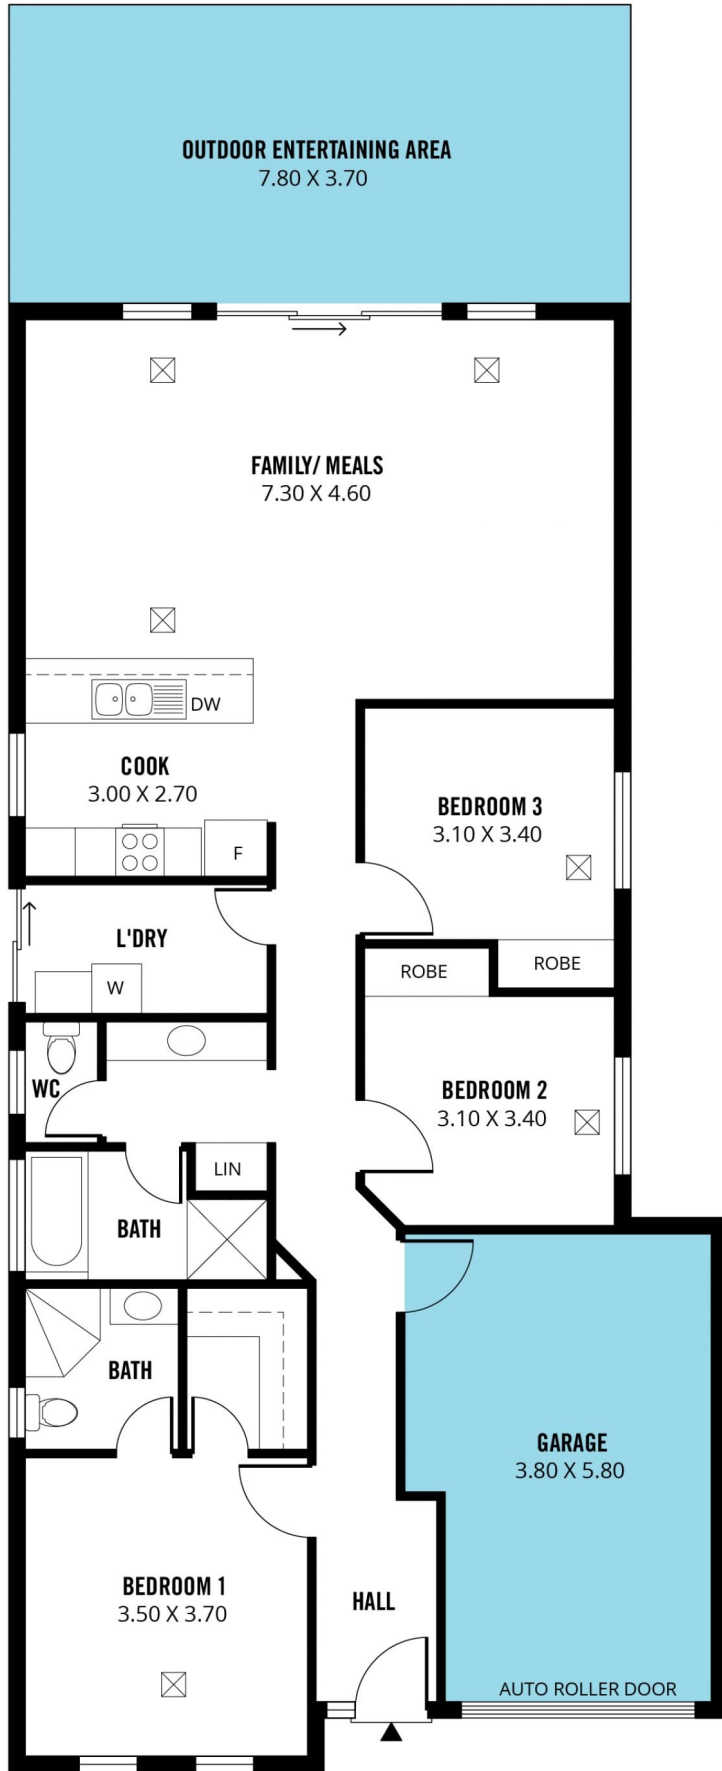 OUTDOOR ENTERTAINING AREA
7.80 X 3.70
FAMILY/ MEALS
7.30 X 4.60
DW
COOK
3.00 X 2.70
F
BEDROOM 3
3.10 X 3.40
L'DRY
W
ROBE
ROBE
WC
BEDROOM 2
3.10 X 3.40
LIN
BATH
BATH
GARAGE
3.80 X 5.80
BEDROOM 1
3.50 X 3.70
HALL
AUTO ROLLER DOOR